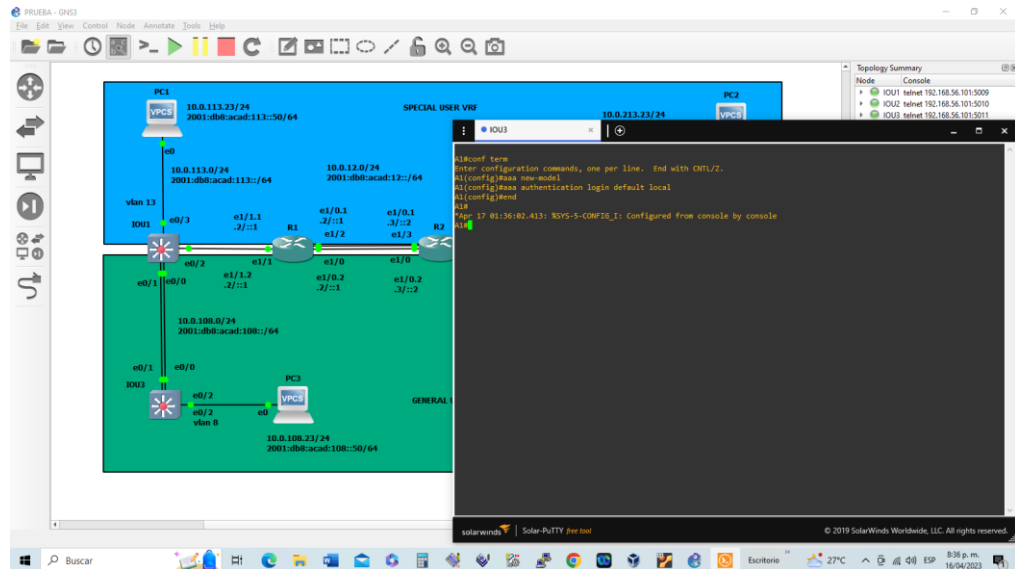 PRUEBA - GNS3
File Edit View Control Node Annotate Tools Help
Topology Summary
Node Console
IOU1 telnet 192.168.56.101:5009
IOU2 telnet 192.168.56.101:5010
IOU3 telnet 192.168.56.101:5011
PC1
VPCS
10.0.113.23/24
2001:db8:acad:113::50/64
SPECIAL USER VRF
PC2
10.0.213.23/24
VPCS
e0
10.0.113.0/24
2001:db8:acad:113::/64
10.0.12.0/24
2001:db8:acad:12::/64
vlan 13
IOU1
e0/3
e1/1.1
.2/::1
R1
e1/0.1
.2/::1
e1/2
e1/0.1
.3/::2
e1/3
R2
e0/2
e1/1
e1/0
e1/0
e0/1
e0/0
e1/1.2
.2/::1
e1/0.2
.2/::1
e1/0.2
.3/::2
10.0.108.0/24
2001:db8:acad:108::/64
e0/1
e0/0
IOU3
PC3
VPCS
e0/2
e0/2
e0
vlan 8
GENERAL
10.0.108.23/24
2001:db8:acad:108::50/64
IOU3
A1#conf term
Enter configuration commands, one per line. End with CNTL/Z.
A1(config)#aaa new-model
A1(config)#aaa authentication login default local
A1(config)#end
A1#
*Apr 17 01:36:02.413: %SYS-5-CONFIG_I: Configured from console by console
A1#
solarwinds Solar-PuTTY free tool
© 2019 SolarWinds Worldwide, LLC. All rights reserved.
Buscar
Escritorio
27°C
ESP
8:36 p. m.
16/04/2023